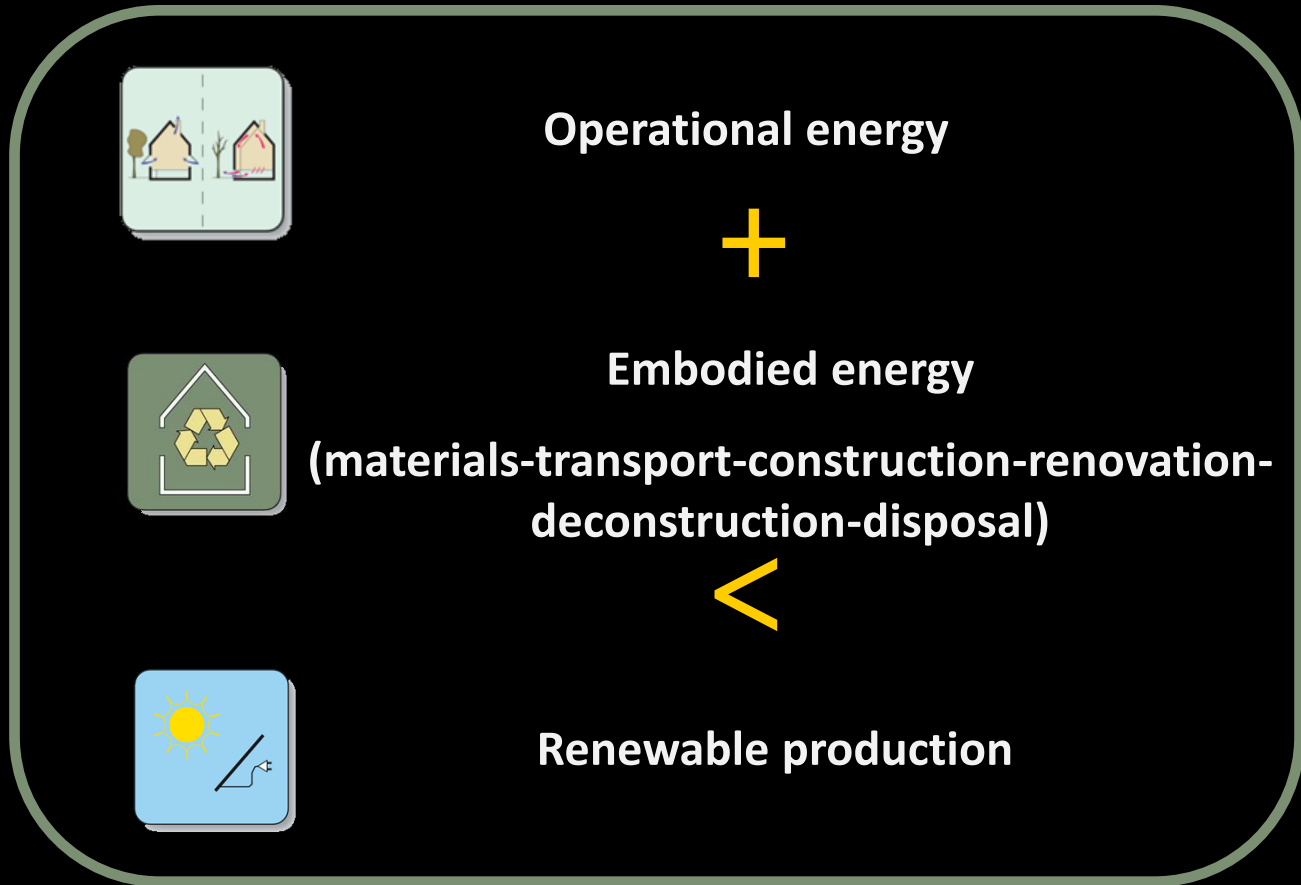 Operational energy
+
Embodied energy
(materials-transport-construction-renovation-
deconstruction-disposal)
<
Renewable production